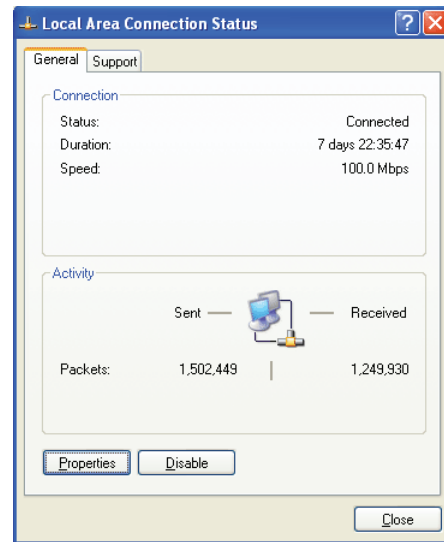 Local Area Connection Status
General Support
Connection
Status: Connected
Duration: 7 days 22:35:47
Speed: 100.0 Mbps
Activity
Sent — — Received
Packets: 1,502,449 | 1,249,930
Properties Disable
Close